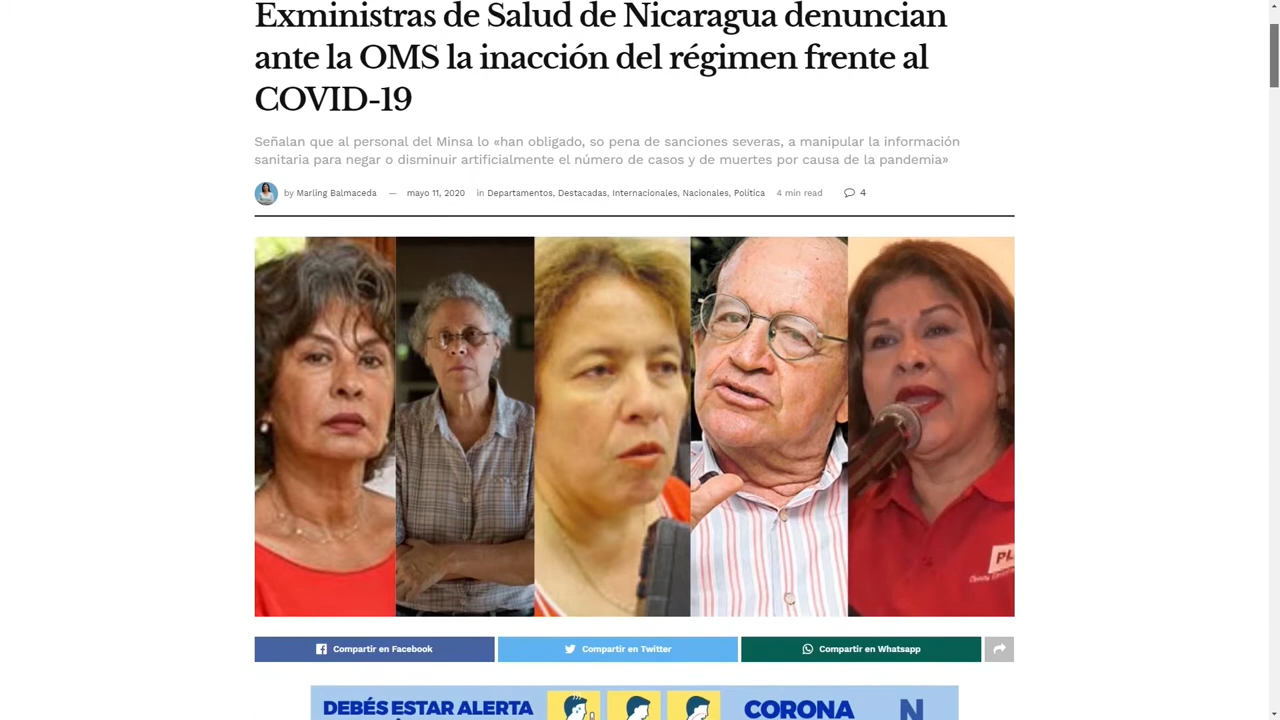 Exministras de Salud de Nicaragua denuncian
ante la OMS la inacción del régimen frente al
COVID-19
Señalan que al personal del Minsa lo «han obligado, so pena de sanciones severas, a manipular la información
sanitaria para negar o disminuir artificialmente el número de casos y de muertes por causa de la pandemia»
by Marling Balmaceda — mayo 11, 2020 in Departamentos, Destacadas, Internacionales, Nacionales, Política 4 min read 4
PL
Compartir en Facebook Compartir en Twitter Compartir en Whatsapp
DEBÉS ESTAR ALERTA CORONA N